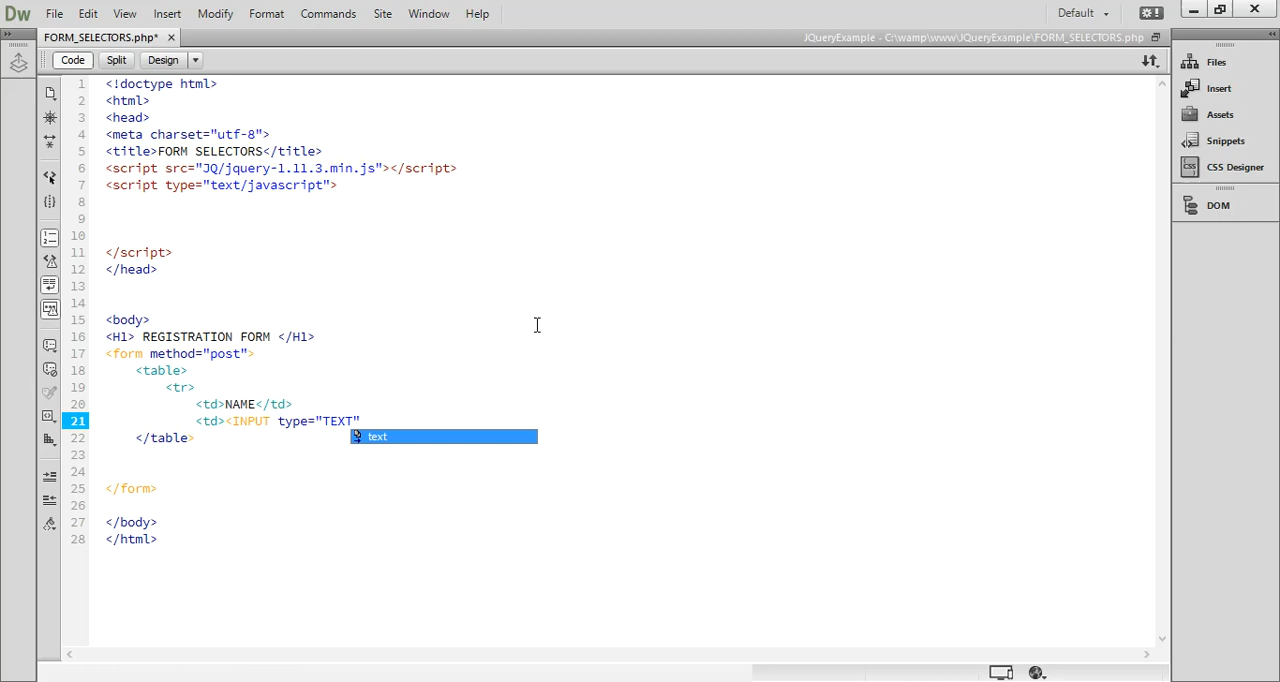 Dw File Edit View Insert Modify Format Commands Site Window Help Default
FORM_SELECTORS.php* JQueryExample - C:\wamp\www\JQueryExample\FORM_SELECTORS.php
Code Split Design
1 <!doctype html>
2 <html>
3 <head>
4 <meta charset="utf-8">
5 <title>FORM SELECTORS</title>
6 <script src="JQ/jquery-1.11.3.min.js"></script>
7 <script type="text/javascript">
8
9
10
11 </script>
12 </head>
13
14
15 <body>
16 <H1> REGISTRATION FORM </H1>
17 <form method="post">
18 <table>
19 <tr>
20 <td>NAME</td>
21 <td><INPUT type="TEXT"
text
22 </table>
23
24
25 </form>
26
27 </body>
28 </html>
Files
Insert
Assets
Snippets
CSS Designer
DOM